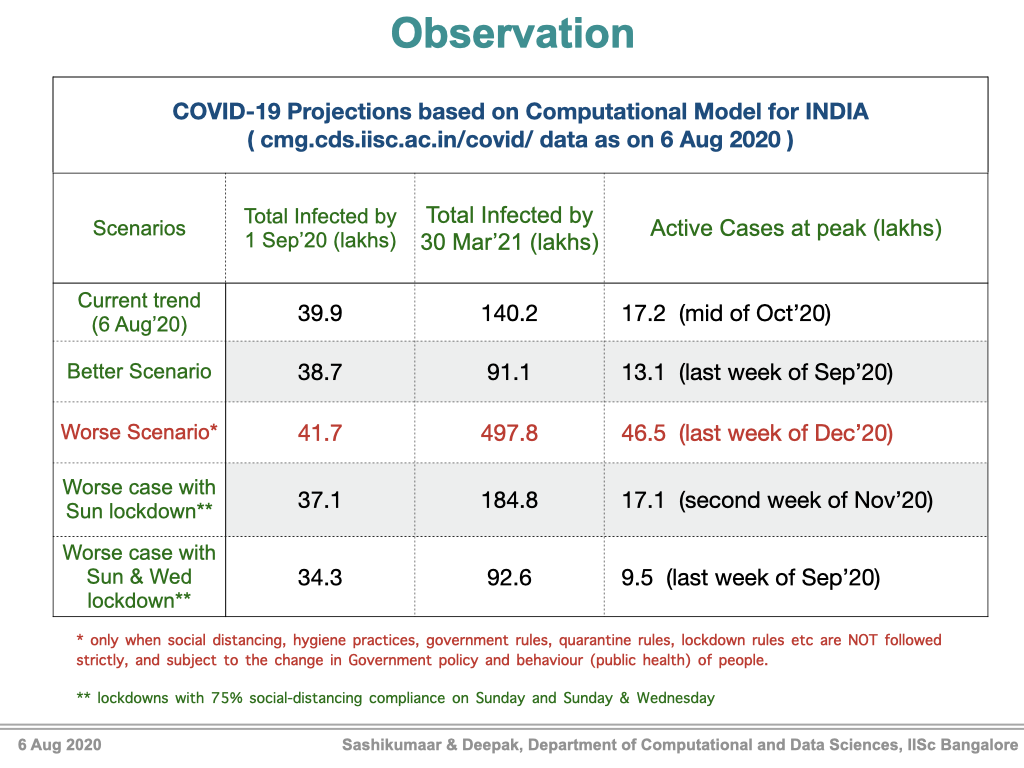 Observation
COVID-19 Projections based on Computational Model for INDIA
( cmg.cds.iisc.ac.in/covid/ data as on 6 Aug 2020 )
Scenarios
Total Infected by
1 Sep’20 (lakhs)
Total Infected by
30 Mar’21 (lakhs)
Active Cases at peak (lakhs)
Current trend
(6 Aug’20)
39.9
140.2
17.2 (mid of Oct’20)
Better Scenario
38.7
91.1
13.1 (last week of Sep’20)
Worse Scenario*
41.7
497.8
46.5 (last week of Dec’20)
Worse case with
Sun lockdown**
37.1
184.8
17.1 (second week of Nov’20)
Worse case with
Sun & Wed
lockdown**
34.3
92.6
9.5 (last week of Sep’20)
* only when social distancing, hygiene practices, government rules, quarantine rules, lockdown rules etc are NOT followed
strictly, and subject to the change in Government policy and behaviour (public health) of people.
** lockdowns with 75% social-distancing compliance on Sunday and Sunday & Wednesday
6 Aug 2020
Sashikumaar & Deepak, Department of Computational and Data Sciences, IISc Bangalore